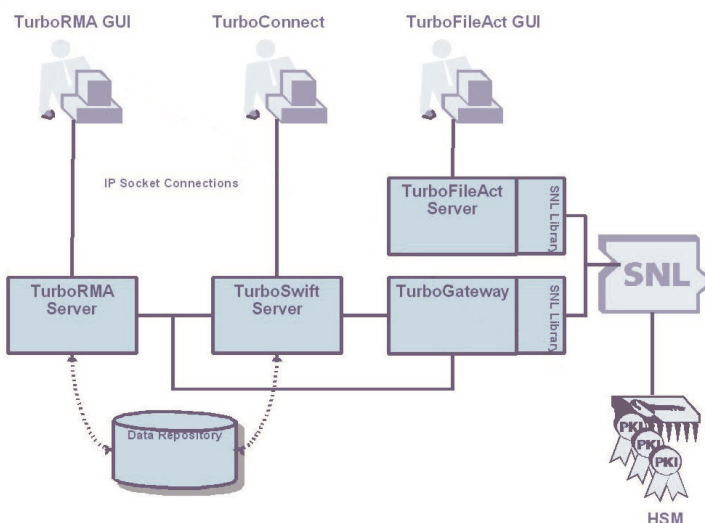 TurboRMA GUI
TurboConnect
TurboFileAct GUI
IP Socket Connections
TurboFileAct
Server
SNL Library
SNL
TurboRMA
Server
TurboSwift
Server
TurboGateway
SNL Library
Data Repository
PKI
PKI
PKI
HSM